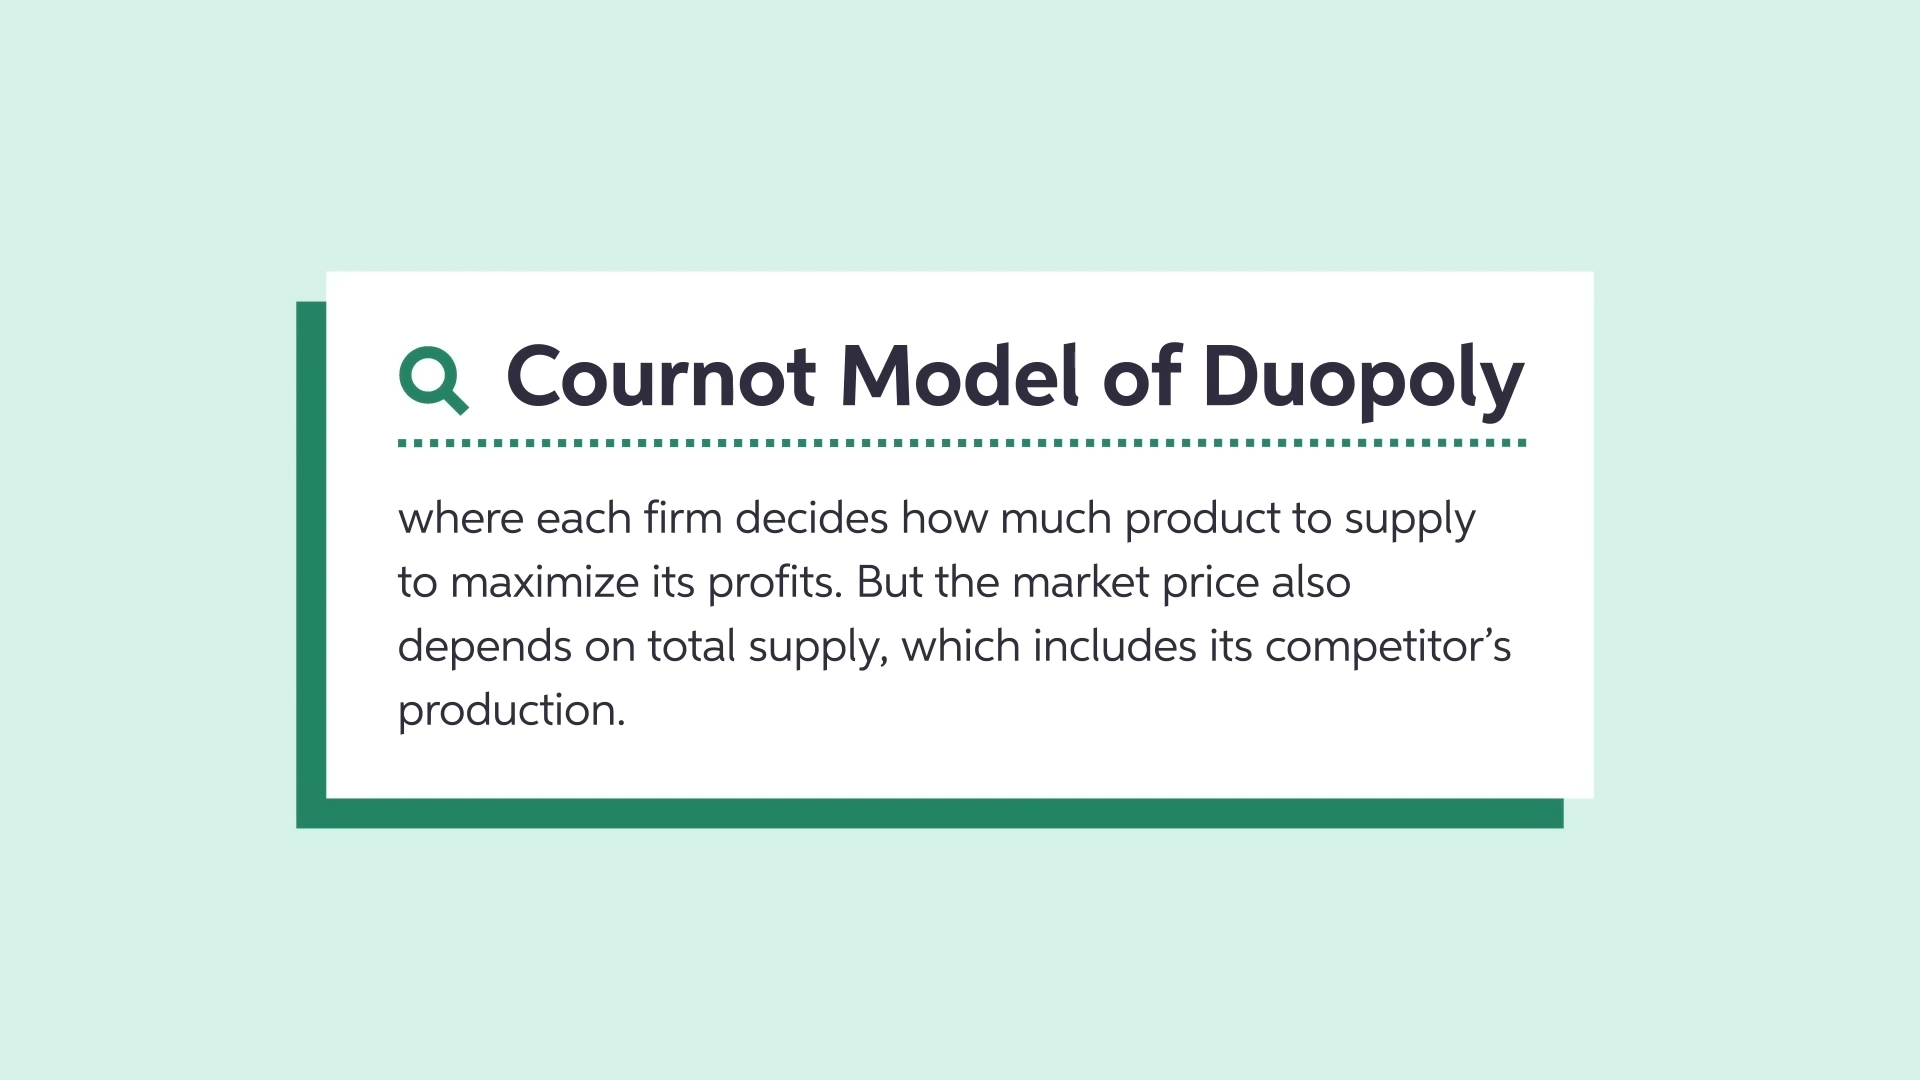 Cournot Model of Duopoly
where each firm decides how much product to supply
to maximize its profits. But the market price also
depends on total supply, which includes its competitor’s
production.